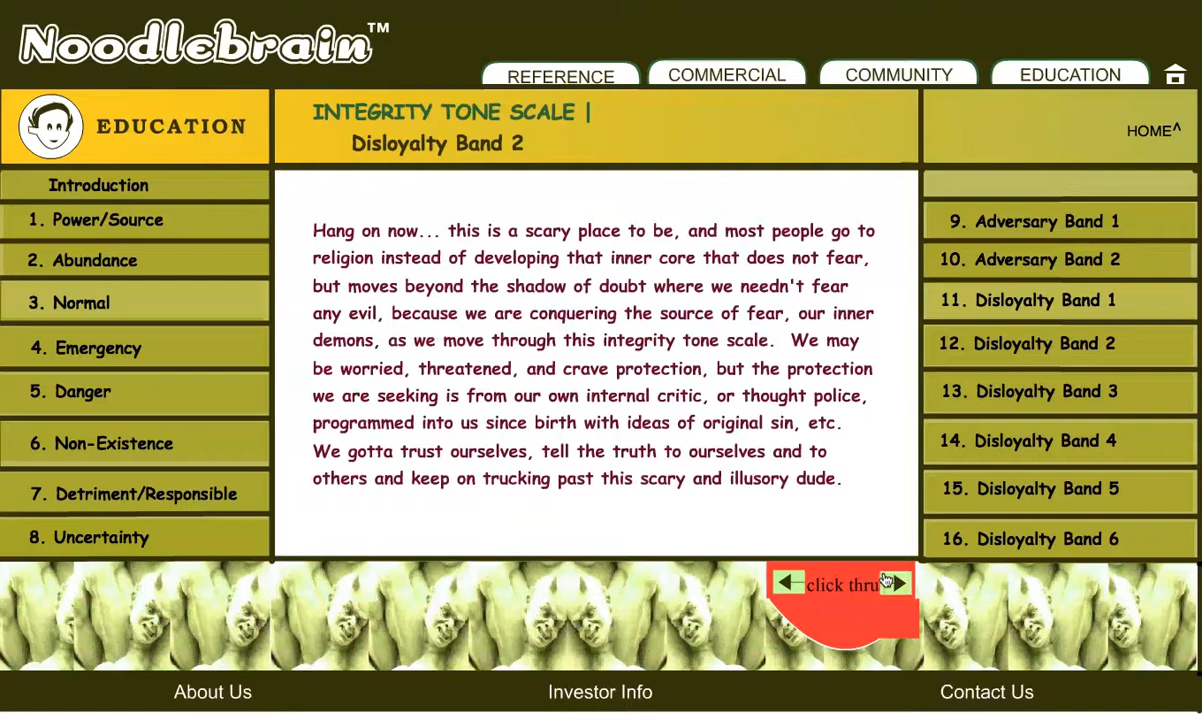 Noodlebrain™
REFERENCE
COMMERCIAL
COMMUNITY
EDUCATION
EDUCATION
INTEGRITY TONE SCALE |
Disloyalty Band 2
HOME^
Introduction
1. Power/Source
2. Abundance
3. Normal
4. Emergency
5. Danger
6. Non-Existence
7. Detriment/Responsible
8. Uncertainty
Hang on now... this is a scary place to be, and most people go to
religion instead of developing that inner core that does not fear,
but moves beyond the shadow of doubt where we needn't fear
any evil, because we are conquering the source of fear, our inner
demons, as we move through this integrity tone scale.  We may
be worried, threatened, and crave protection, but the protection
we are seeking is from our own internal critic, or thought police,
programmed into us since birth with ideas of original sin, etc.
We gotta trust ourselves, tell the truth to ourselves and to
others and keep on trucking past this scary and illusory dude.
9. Adversary Band 1
10. Adversary Band 2
11. Disloyalty Band 1
12. Disloyalty Band 2
13. Disloyalty Band 3
14. Disloyalty Band 4
15. Disloyalty Band 5
16. Disloyalty Band 6
click thru
About Us
Investor Info
Contact Us